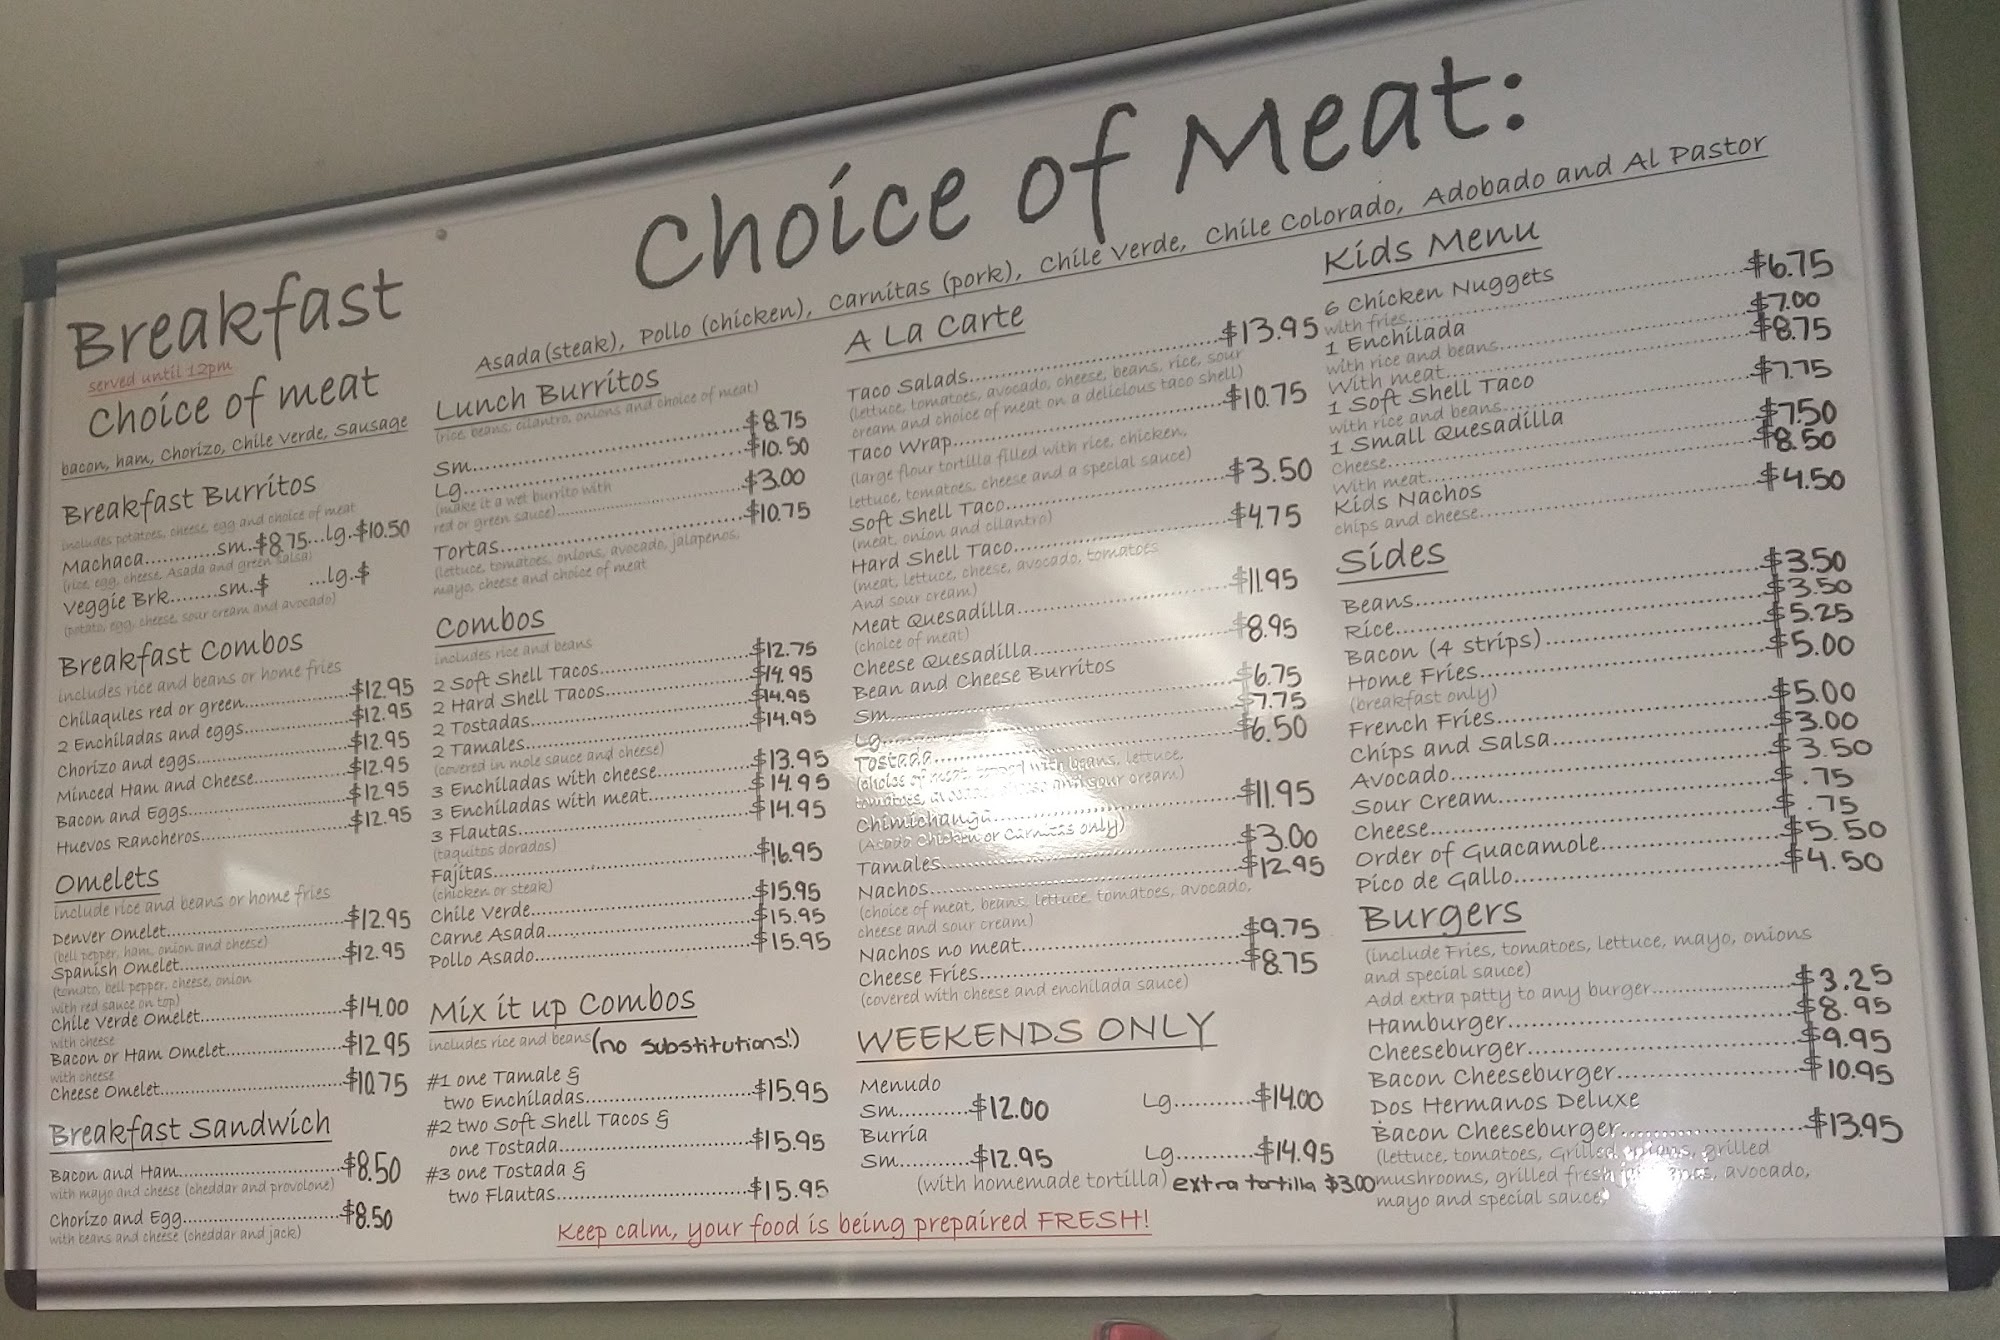 Choice of Meat:
Asada (steak), Pollo (chicken), Carnitas (pork), Chile Verde, Chile Colorado, Adobado and Al Pastor
Breakfast
served until 12pm
Choice of meat
bacon, ham, Chorizo, Chile Verde, Sausage
Breakfast Burritos
includes potatoes, cheese, egg and choice of meat
Machaca...........sm.$8.75...lg.$10.50
(rice, egg, cheese, Asada and green salsa)
Veggie Brk........sm.$ ...lg.$
(potato, egg, cheese, sour cream and avocado)
Breakfast Combos
includes rice and beans or home fries
Chilaqules red or green................$12.95
2 Enchiladas and eggs................$12.95
Chorizo and eggs................$12.95
Minced Ham and Cheese................$12.95
Bacon and Eggs................$12.95
Huevos Rancheros................$12.95
Omelets
include rice and beans or home fries
Denver Omelet................$12.95
(bell pepper, ham, onion and cheese)
Spanish Omelet................$12.95
(tomato, bell pepper, cheese, onion
with red sauce on top)
Chile Verde Omelet................$14.00
with cheese
Bacon or Ham Omelet................$12.95
with cheese
Cheese Omelet................$10.75
Breakfast Sandwich
Bacon and Ham................$8.50
with mayo and cheese (cheddar and provolone)
Chorizo and Egg................$8.50
with beans and cheese (cheddar and jack)
Lunch Burritos
(rice, beans, cilantro, onions and choice of meat)
Sm................$8.75
Lg................$10.50
(make it a wet burrito with
red or green sauce)................$3.00
Tortas................$10.75
(lettuce, tomatoes, onions, avocado, jalapenos,
mayo, cheese and choice of meat
Combos
includes rice and beans
2 Soft Shell Tacos................$12.75
2 Hard Shell Tacos................$14.95
2 Tostadas................$14.95
2 Tamales................$14.95
(covered in mole sauce and cheese)
3 Enchiladas with cheese................$13.95
3 Enchiladas with meat................$14.95
3 Flautas................$14.95
(taquitos dorados)
Fajitas................$16.95
(chicken or steak)
Chile Verde................$15.95
Carne Asada................$15.95
Pollo Asado................$15.95
Mix it up Combos
includes rice and beans (no substitutions!)
#1 one Tamale &
two Enchiladas................$15.95
#2 two Soft Shell Tacos &
one Tostada................$15.95
#3 one Tostada &
two Flautas................$15.95
A La Carte
Taco Salads................$13.95
(lettuce, tomatoes, avocado, cheese, beans, rice, sour
cream and choice of meat on a delicious taco shell)
Taco Wrap................$10.75
(large flour tortilla filled with rice, chicken,
lettuce, tomatoes, cheese and a special sauce)
Soft Shell Taco................$3.50
(meat, onion and cilantro)
Hard Shell Taco................$4.75
(meat, lettuce, cheese, avocado, tomatoes
And sour cream)
Meat Quesadilla................$11.95
(choice of meat)
Cheese Quesadilla................$8.95
Bean and Cheese Burritos
Sm................$6.75
Lg................$7.75
Tostada................$6.50
(choice of meat, with beans, lettuce,
tomatoes, and sour cream)
Chimichanga................$11.95
(Asada Chicken or Carnitas only)
Tamales................$3.00
Nachos................$12.95
(choice of meat, beans, lettuce, tomatoes, avocado,
cheese and sour cream)
Nachos no meat................$9.75
Cheese Fries................$8.75
(covered with cheese and enchilada sauce)
WEEKENDS ONLY
Menudo
Sm...........$12.00 Lg...........$14.00
Burria
Sm...........$12.95 Lg...........$14.95
(with homemade tortilla) extra tortilla $3.00
Kids Menu
6 Chicken Nuggets
with fries................$6.75
1 Enchilada
with rice and beans................$7.00
With meat................$8.75
1 Soft Shell Taco
with rice and beans................$7.75
1 Small Quesadilla
Cheese................$7.50
With meat................$8.50
Kids Nachos
chips and cheese................$4.50
Sides
Beans................$3.50
Rice................$3.50
Bacon (4 strips)................$5.25
Home Fries................$5.00
(breakfast only)
French Fries................$5.00
Chips and Salsa................$3.00
Avocado................$3.50
Sour Cream................$.75
Cheese................$.75
Order of Guacamole................$5.50
Pico de Gallo................$4.50
Burgers
(include Fries, tomatoes, lettuce, mayo, onions
and special sauce)
Add extra patty to any burger................$3.25
Hamburger................$8.95
Cheeseburger................$9.95
Bacon Cheeseburger................$10.95
Dos Hermanos Deluxe
Bacon Cheeseburger................$13.95
(lettuce, tomatoes, Grilled onions, grilled
mushrooms, grilled fresh avocado,
mayo and special sauce)
Keep calm, your food is being prepaired FRESH!